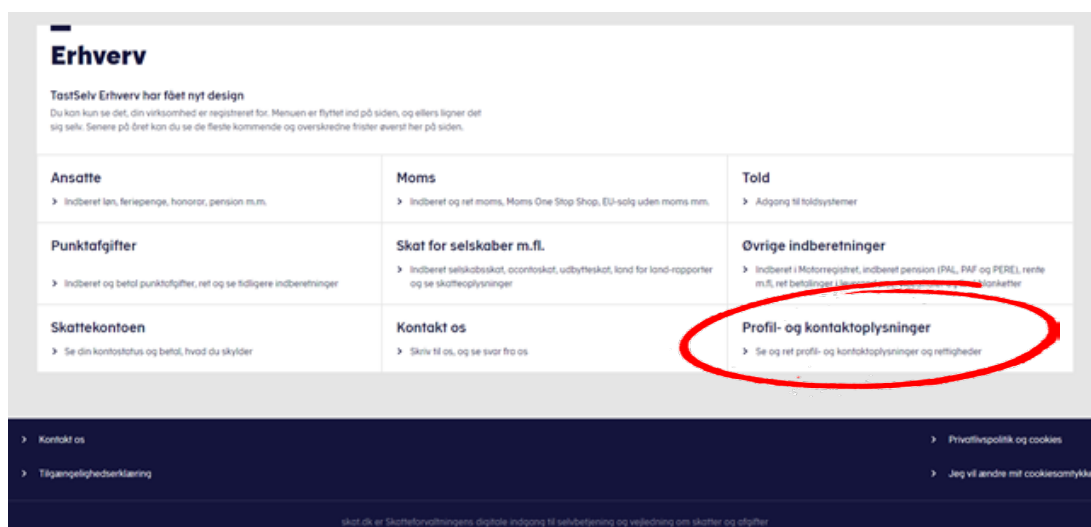 Erhverv
TastSelv Erhverv har fået nyt design
Du kan kun se det, din virksomhed er registreret for. Menuen er flyttet ind på siden, og ellers ligner det
sig selv. Senere på året kan du se de fleste kommende og overskredne frister øverst her på siden.
Ansatte
Indberet løn, feriepenge, honorar, pension m.m.
Moms
Indberet og ret moms, Moms One Stop Shop, EU-salg uden moms mm.
Told
Adgang til toldsystemer
Punktafgifter
Indberet og betal punktafgifter, ret og se tidligere indberetninger
Skat for selskaber m.fl.
Indberet selskabsskat, acontoskat, udbytteskat, land for land-rapporter
og se skatteoplysninger
Øvrige indberetninger
Indberet i Motorregistret, indberet pension (PAL, PAF og PERE), rente
m.fl, ret betalinger i blanketter
Skattekontoen
Se din kontostatus og betal, hvad du skylder
Kontakt os
Skriv til os, og se svar fra os
Profil- og kontaktoplysninger
Se og ret profil- og kontaktoplysninger og rettigheder
Kontakt os
Privatlivspolitik og cookies
Tilgængelighedserklæring
Jeg vil ændre mit cookiesamtykke
skat.dk er Skatteforvaltningens digitale indgang til selvbetjening og vejledning om skatter og afgifter